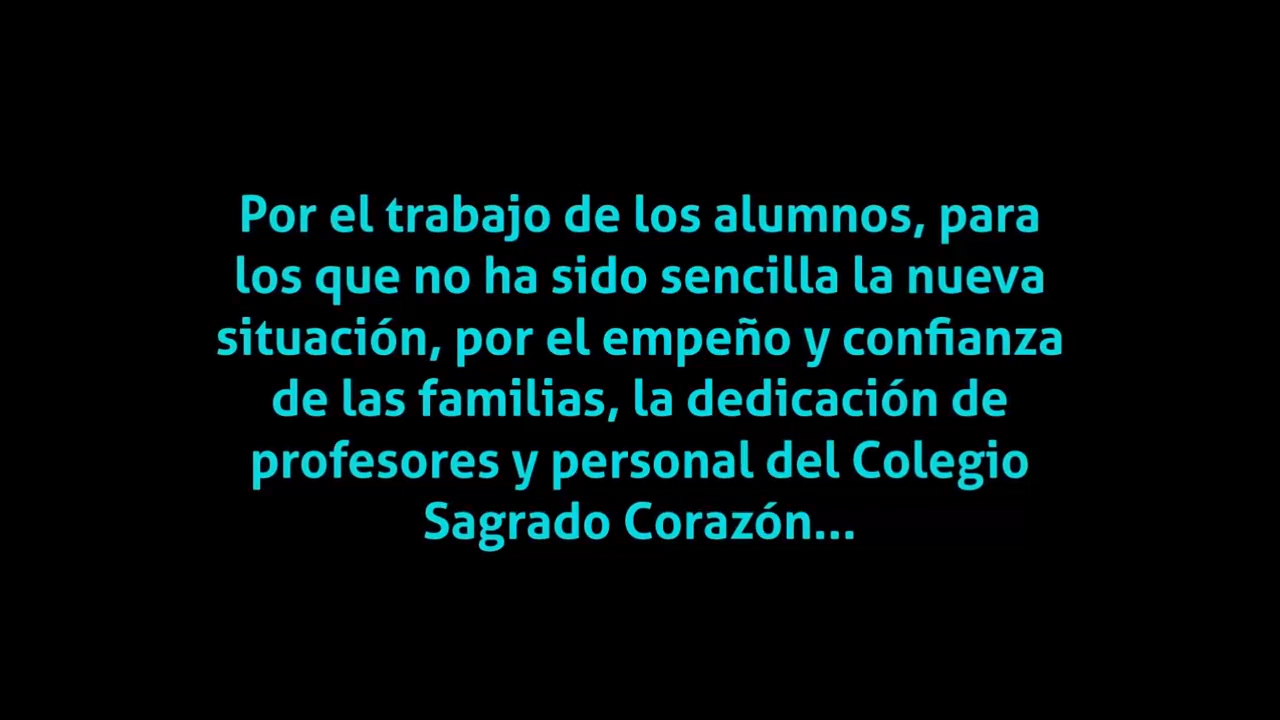 Por el trabajo de los alumnos, para
los que no ha sido sencilla la nueva
situación, por el empeño y confianza
de las familias, la dedicación de
profesores y personal del Colegio
Sagrado Corazón...